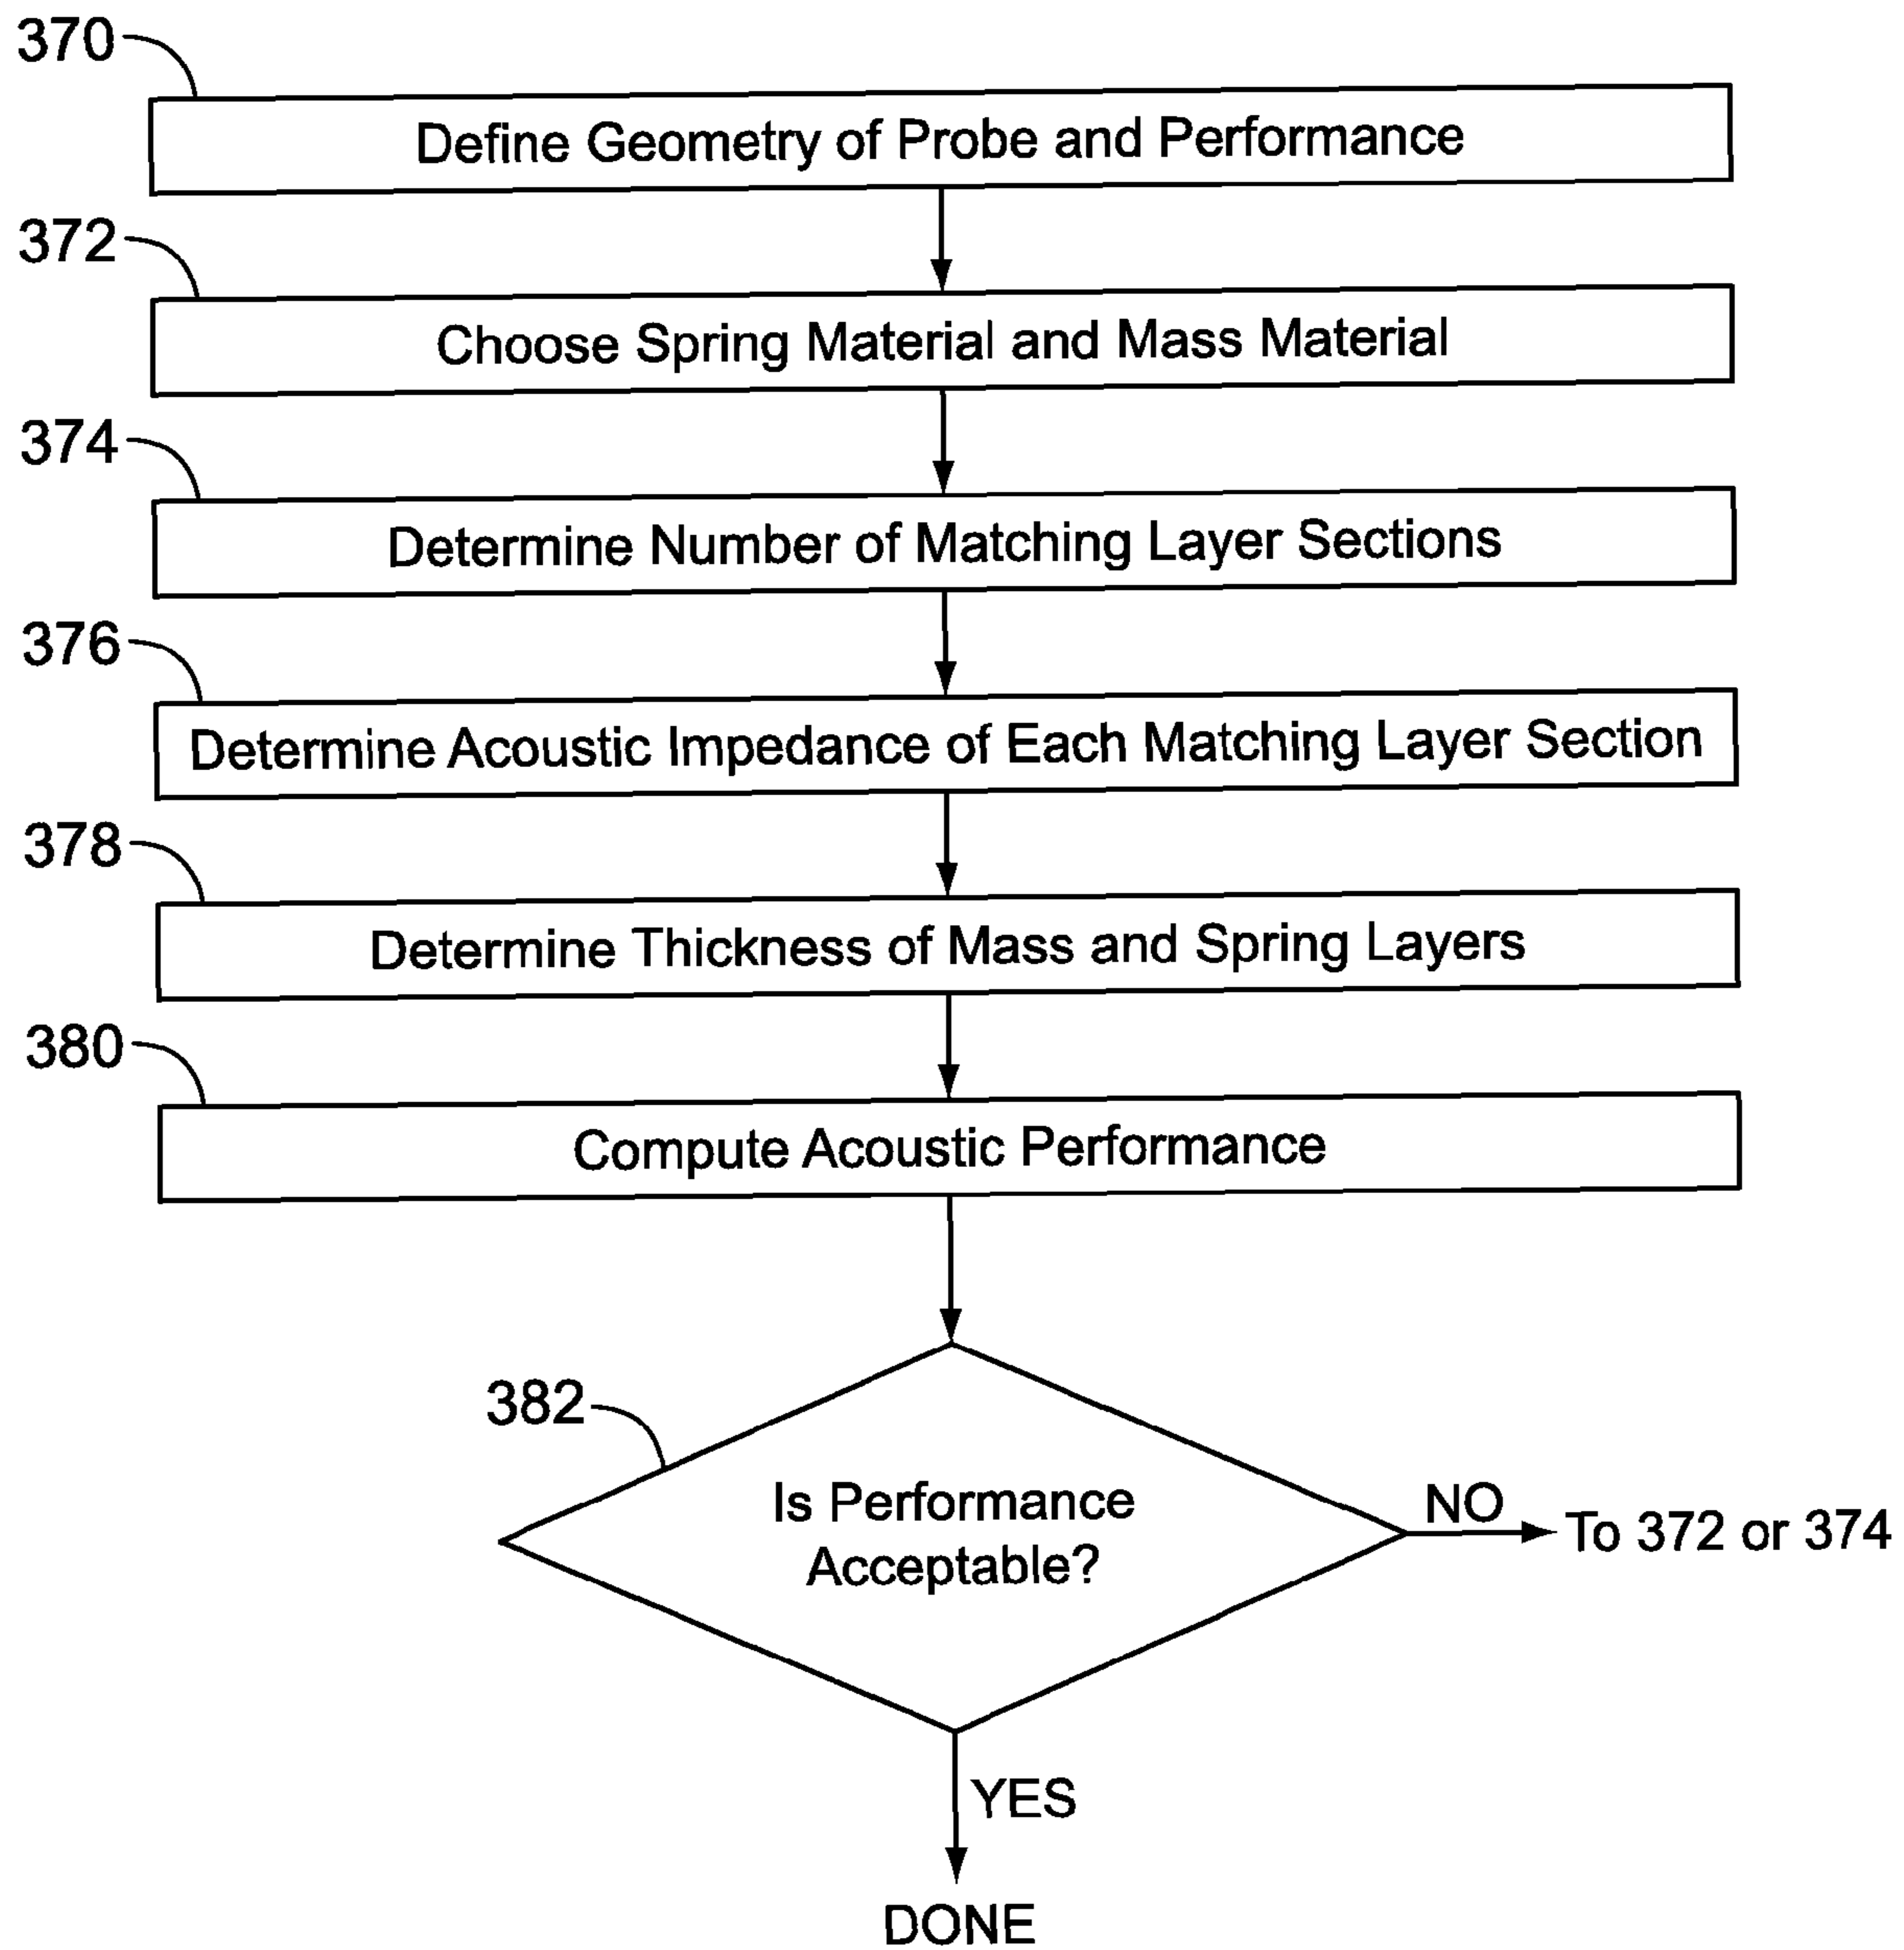 370
Define Geometry of Probe and Performance
372
Choose Spring Material and Mass Material
374
Determine Number of Matching Layer Sections
376
Determine Acoustic Impedance of Each Matching Layer Section
378
Determine Thickness of Mass and Spring Layers
380
Compute Acoustic Performance
382
Is Performance
Acceptable?
NO
To 372 or 374
YES
DONE